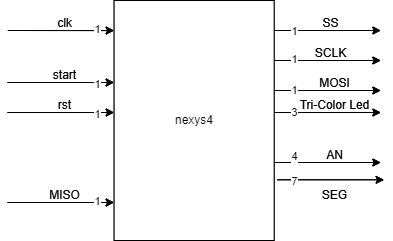 clk
1
start
1
rst
1
MISO
1
nexys4
SS
1
SCLK
1
MOSI
1
Tri-Color Led
3
AN
4
7
SEG